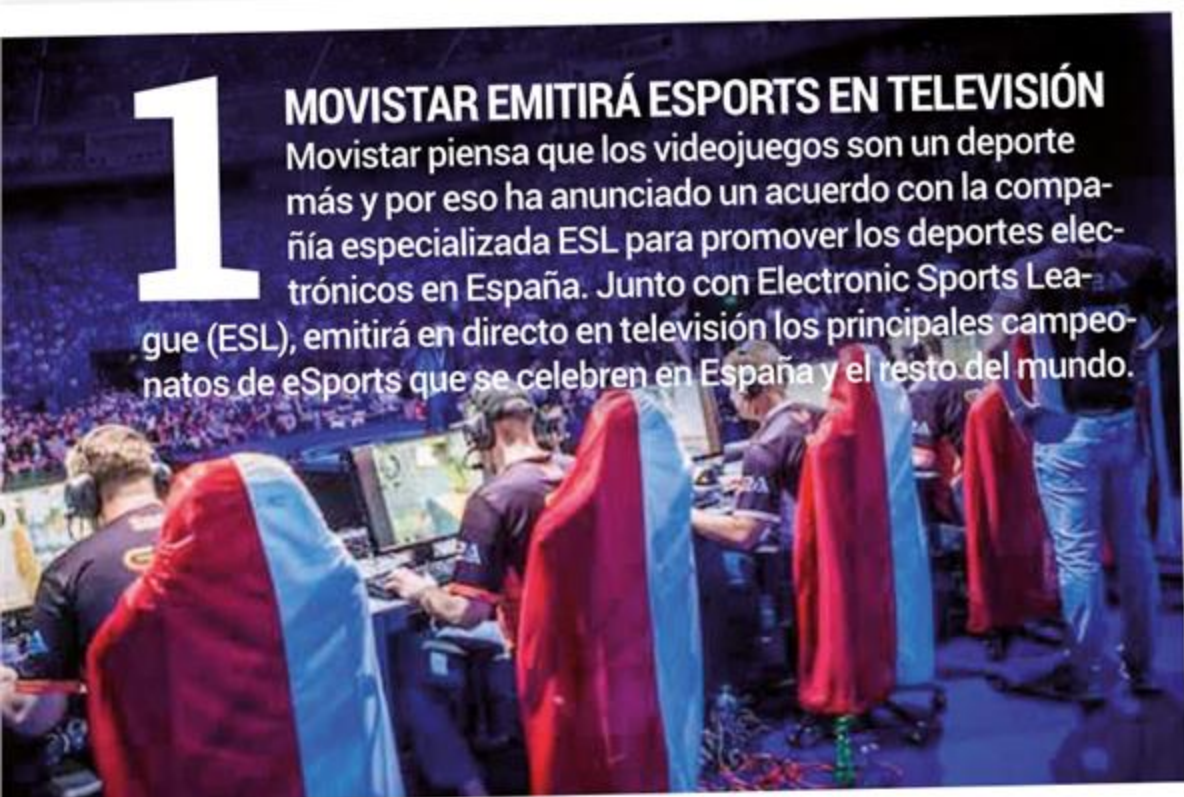 1
MOVISTAR EMITIRÁ ESPORTS EN TELEVISIÓN
Movistar piensa que los videojuegos son un deporte
más y por eso ha anunciado un acuerdo con la compa-
ñía especializada ESL para promover los deportes elec-
trónicos en España. Junto con Electronic Sports Lea-
gue (ESL), emitirá en directo en televisión los principales campeo-
natos de eSports que se celebren en España y el resto del mundo.